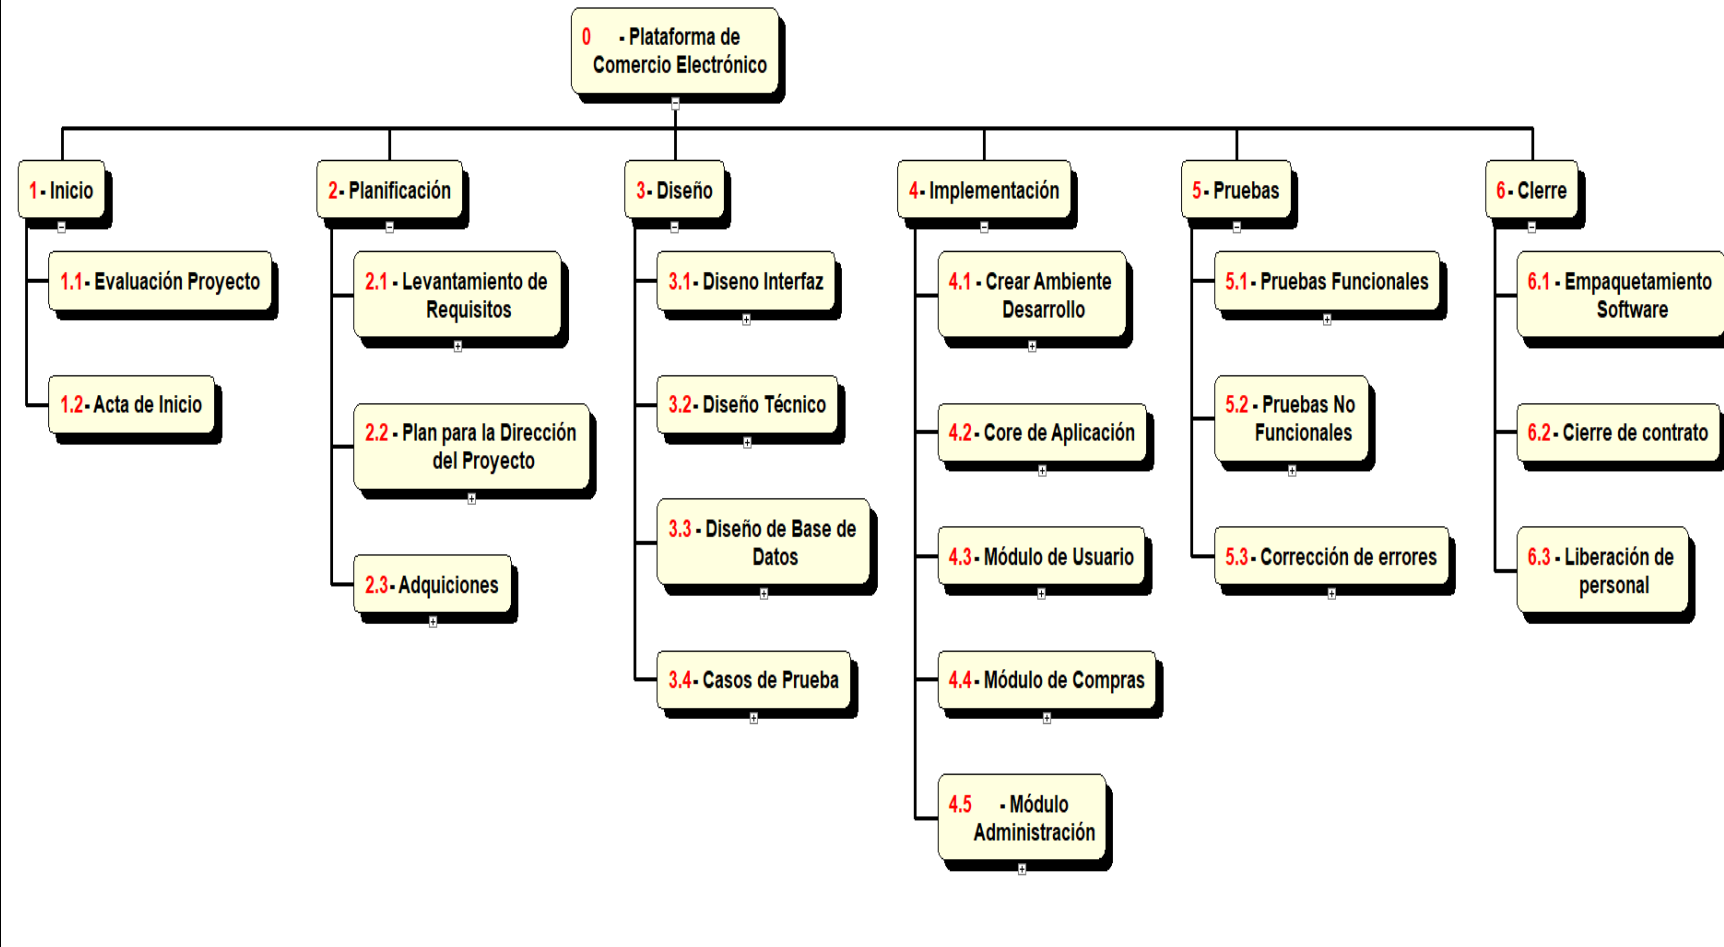 0 - Plataforma de
Comercio Electrónico
1- Inicio
1.1- Evaluación Proyecto
1.2- Acta de Inicio
2- Planificación
2.1 - Levantamiento de
Requisitos
2.2 - Plan para la Dirección
del Proyecto
2.3- Adquiciones
3- Diseño
3.1- Diseno Interfaz
3.2- Diseño Técnico
3.3 - Diseño de Base de
Datos
3.4- Casos de Prueba
4- Implementación
4.1 - Crear Ambiente
Desarrollo
4.2- Core de Aplicación
4.3- Módulo de Usuario
4.4- Módulo de Compras
4.5 - Módulo
Administración
5- Pruebas
5.1- Pruebas Funcionales
5.2 - Pruebas No
Funcionales
5.3- Corrección de errores
6- CIerre
6.1 - Empaquetamiento
Software
6.2- Cierre de contrato
6.3 - Liberación de
personal